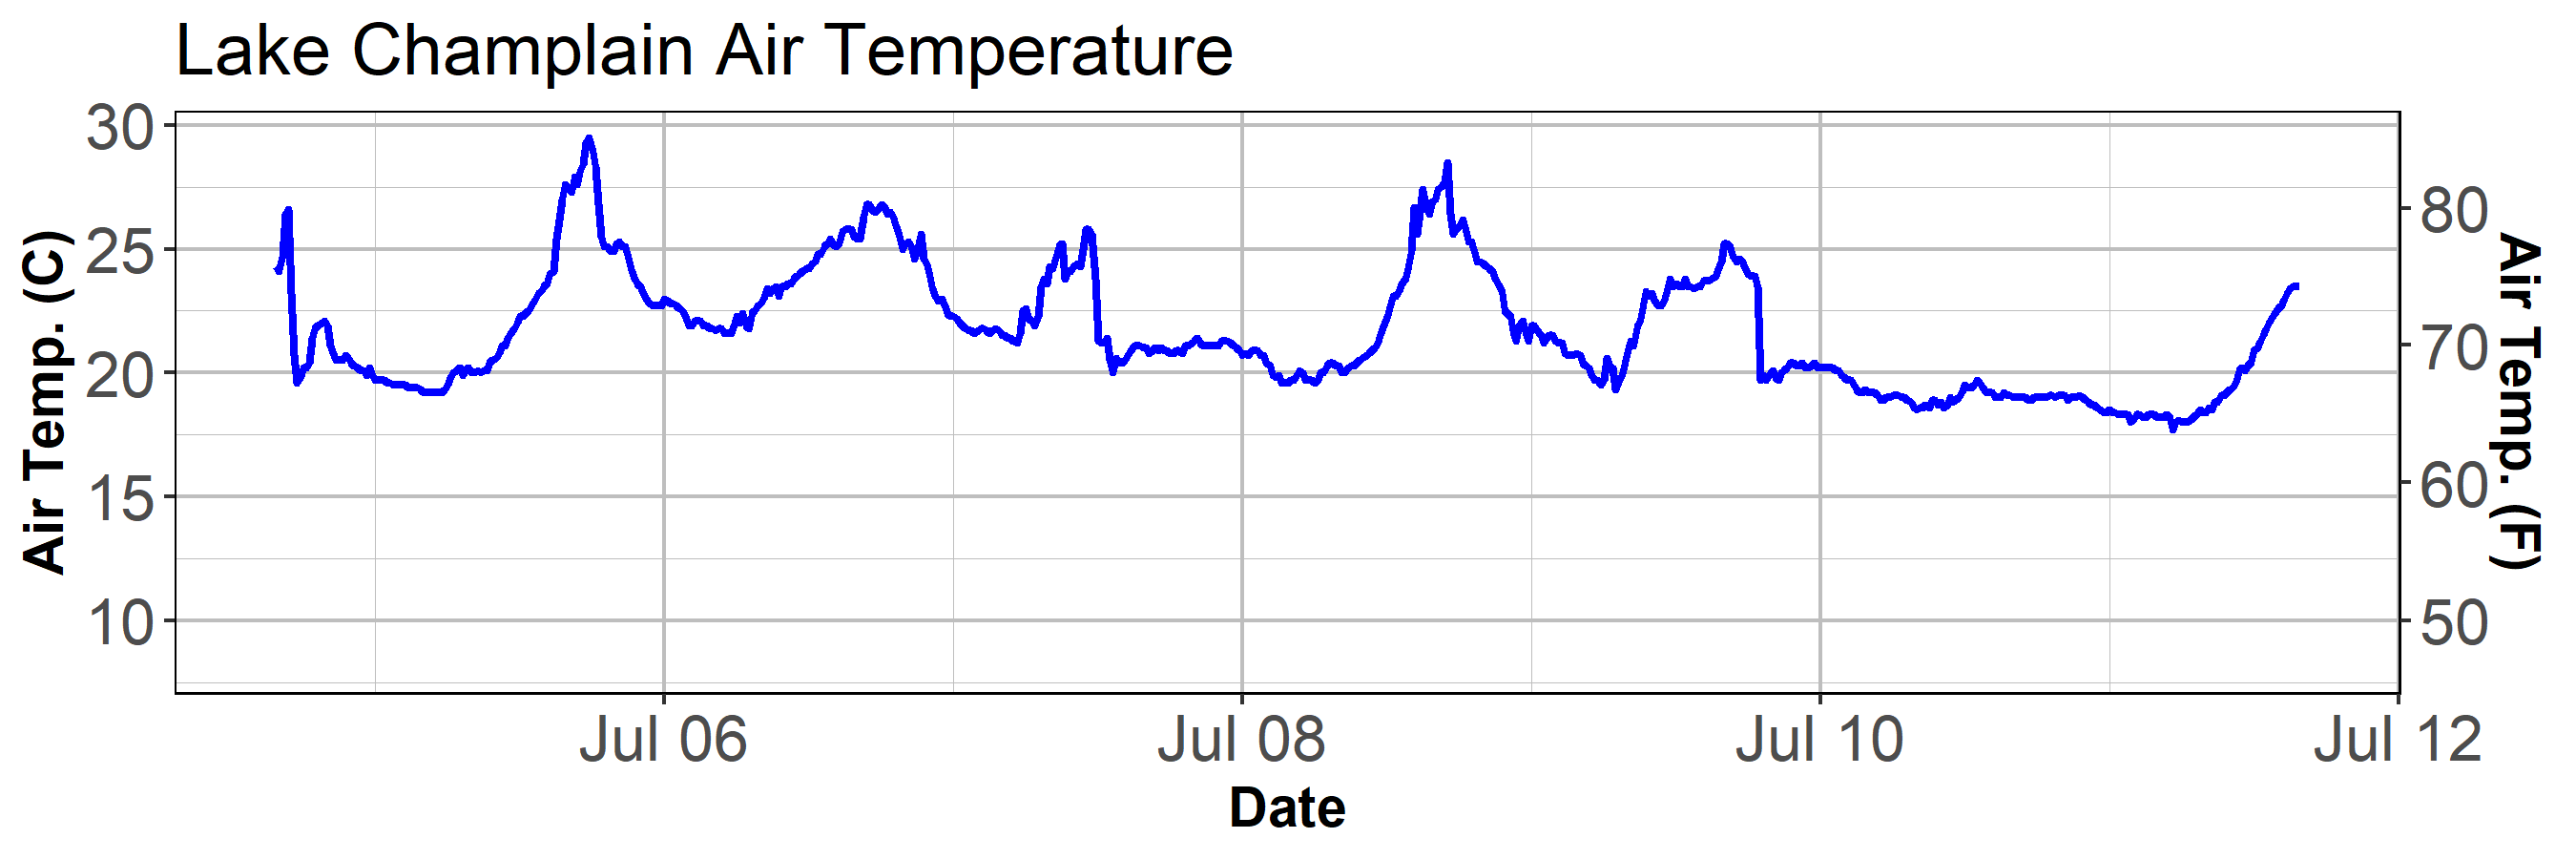 Lake Champlain Air Temperature
30
25
20
15
10
Air Temp. (C)
80
70
60
50
Air Temp. (F)
Jul 06 Jul 08 Jul 10 Jul 12
Date